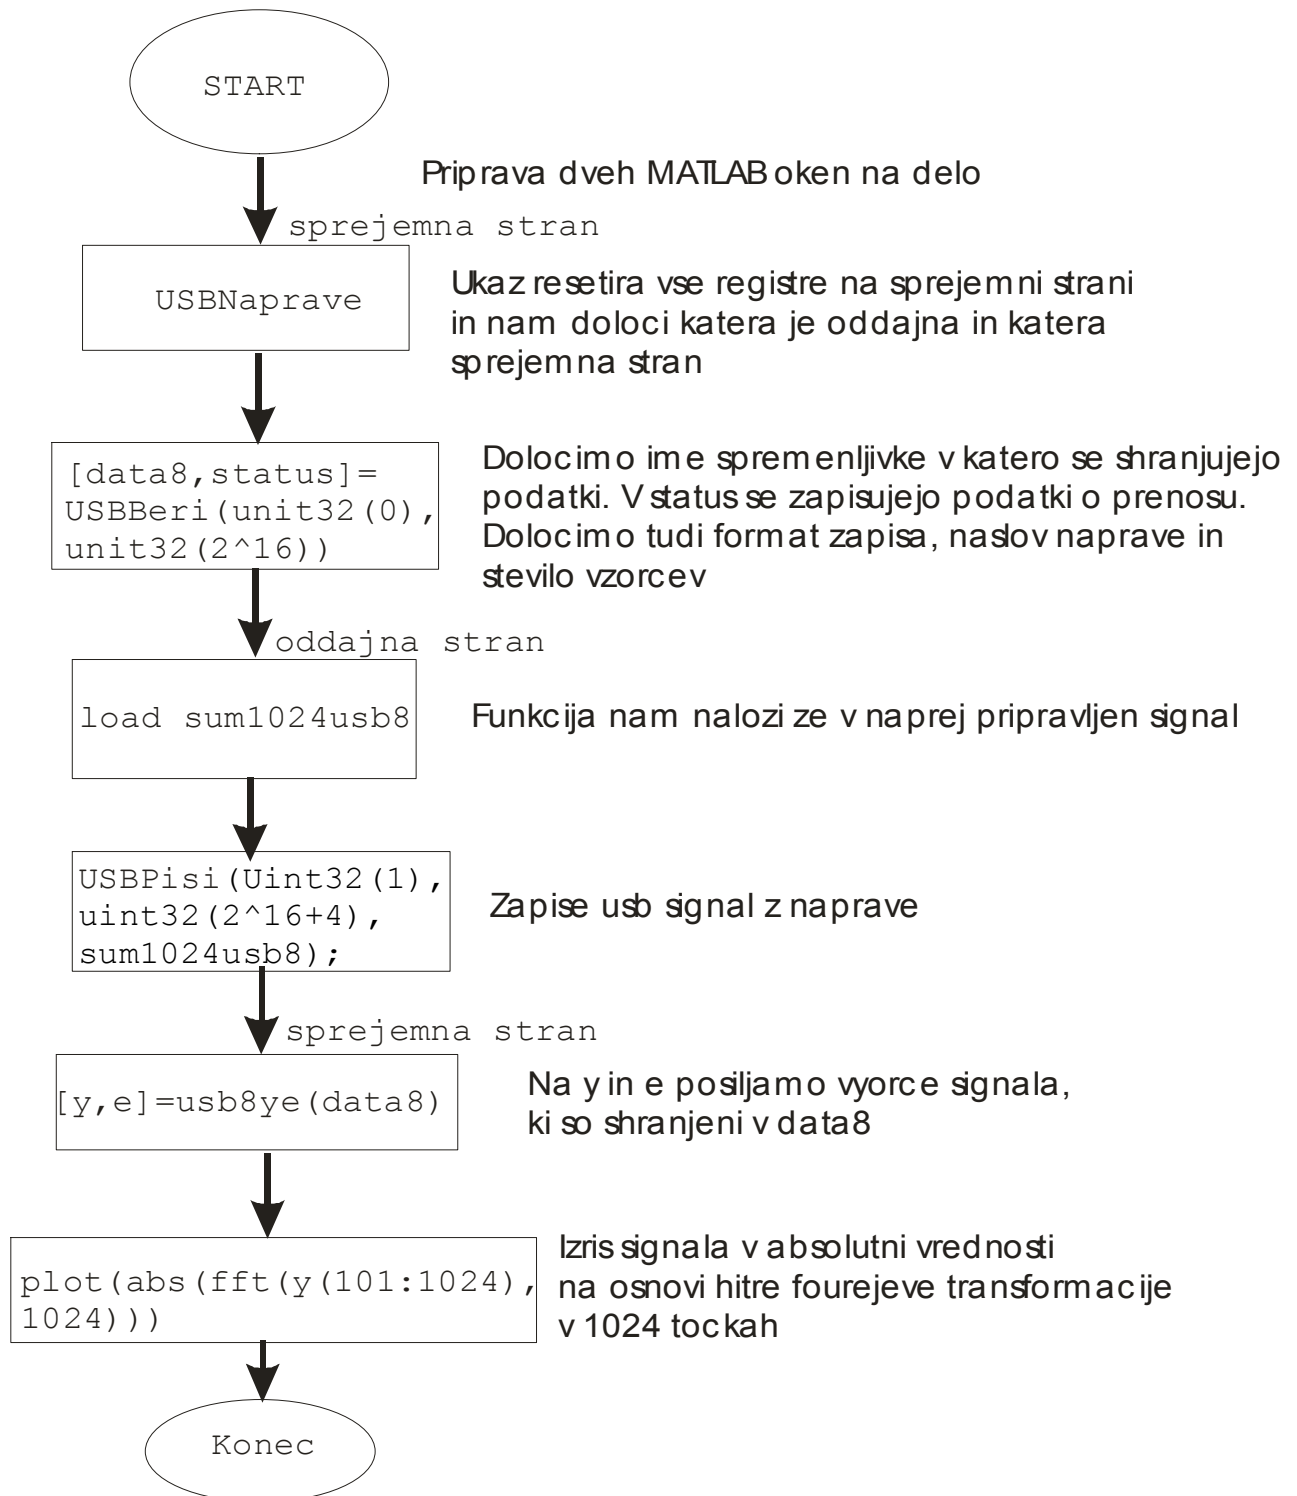 START
Priprava dveh MATLAB oken na delo
sprejemna stran
USBNaprave
Ukaz resetira vse registre na sprejemni strani
in nam doloci katera je oddajna in katera
sprejemna stran
[data8,status]=
USBBeri(unit32(0),
unit32(2^16))
Dolocimo ime spremenljivke v katero se shranjujejo
podatki. V status se zapisujejo podatki o prenosu.
Dolocimo tudi format zapisa, naslov naprave in
stevilo vzorcev
oddajna stran
load sum1024usb8
Funkcija nam nalozi ze v naprej pripravljen signal
USBPisi(Uint32(1),
uint32(2^16+4),
sum1024usb8);
Zapise usb signal z naprave
sprejemna stran
[y,e]=usb8ye(data8)
Na y in e posiljamo vyorce signala,
ki so shranjeni v data8
plot(abs(fft(y(101:1024),
1024)))
Izris signala v absolutni vrednosti
na osnovi hitre fourejeve transformacije
v 1024 tockah
Konec